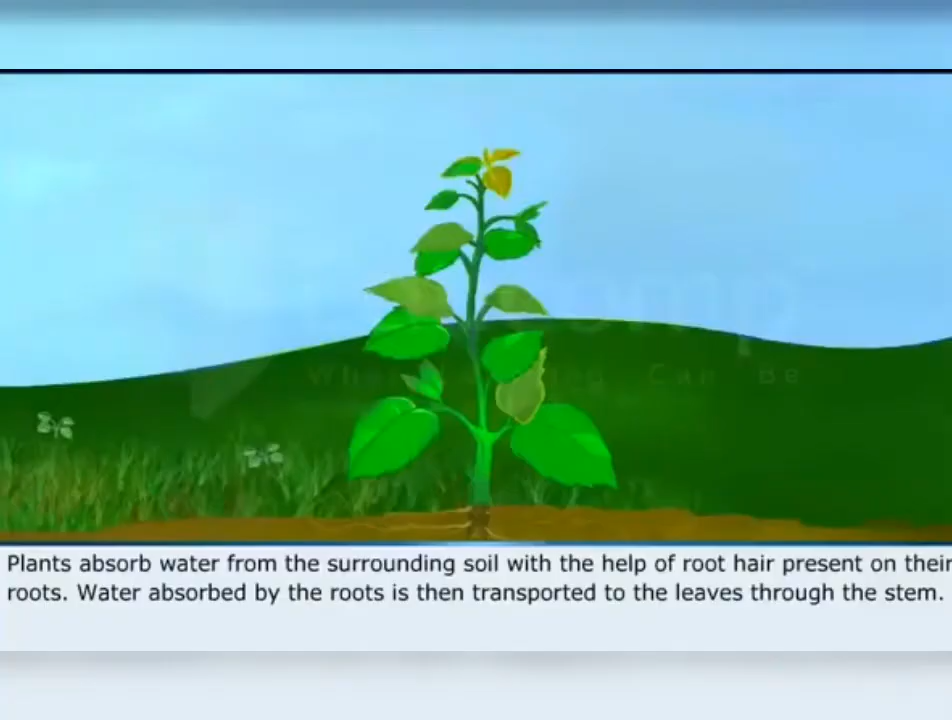 Plants absorb water from the surrounding soil with the help of root hair present on their
roots. Water absorbed by the roots is then transported to the leaves through the stem.